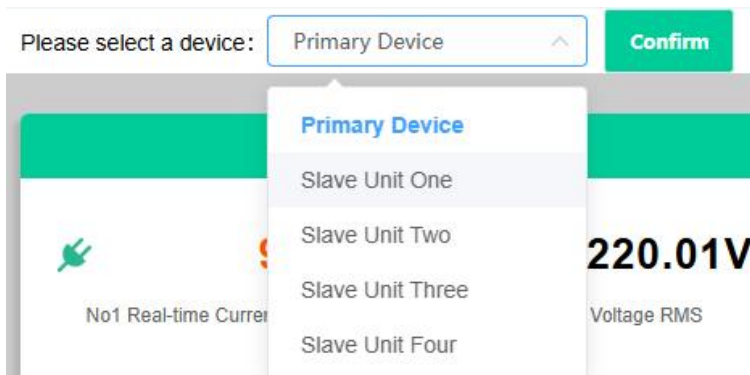 Please select a device: Primary Device Confirm
Primary Device
Slave Unit One
Slave Unit Two
220.01V
Slave Unit Three
No1 Real-time Voltage RMS
Slave Unit Four